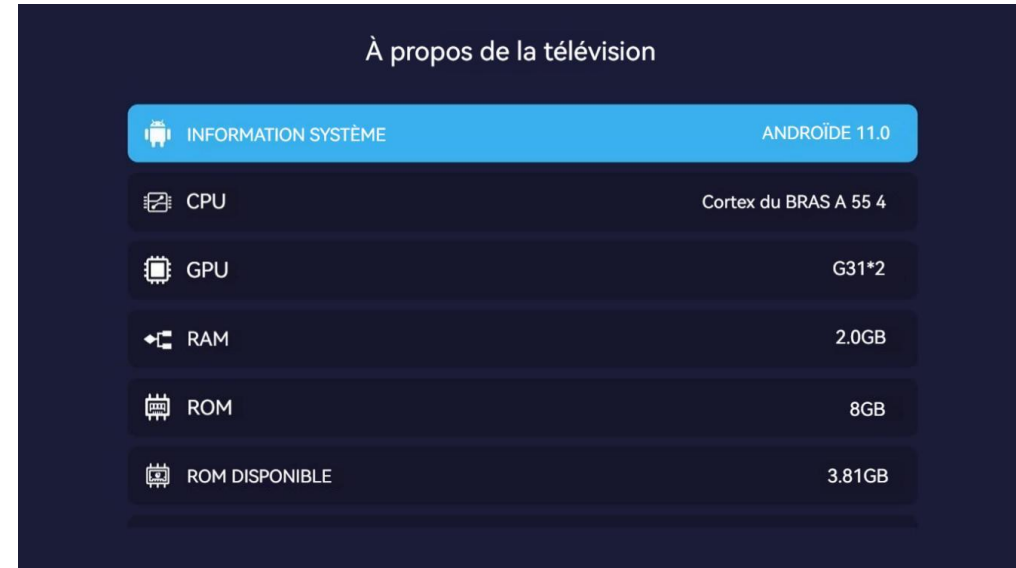 À propos de la télévision
INFORMATION SYSTÈME ANDROÏDE 11.0
CPU Cortex du BRAS A 55 4
GPU G31*2
RAM 2.0GB
ROM 8GB
ROM DISPONIBLE 3.81GB